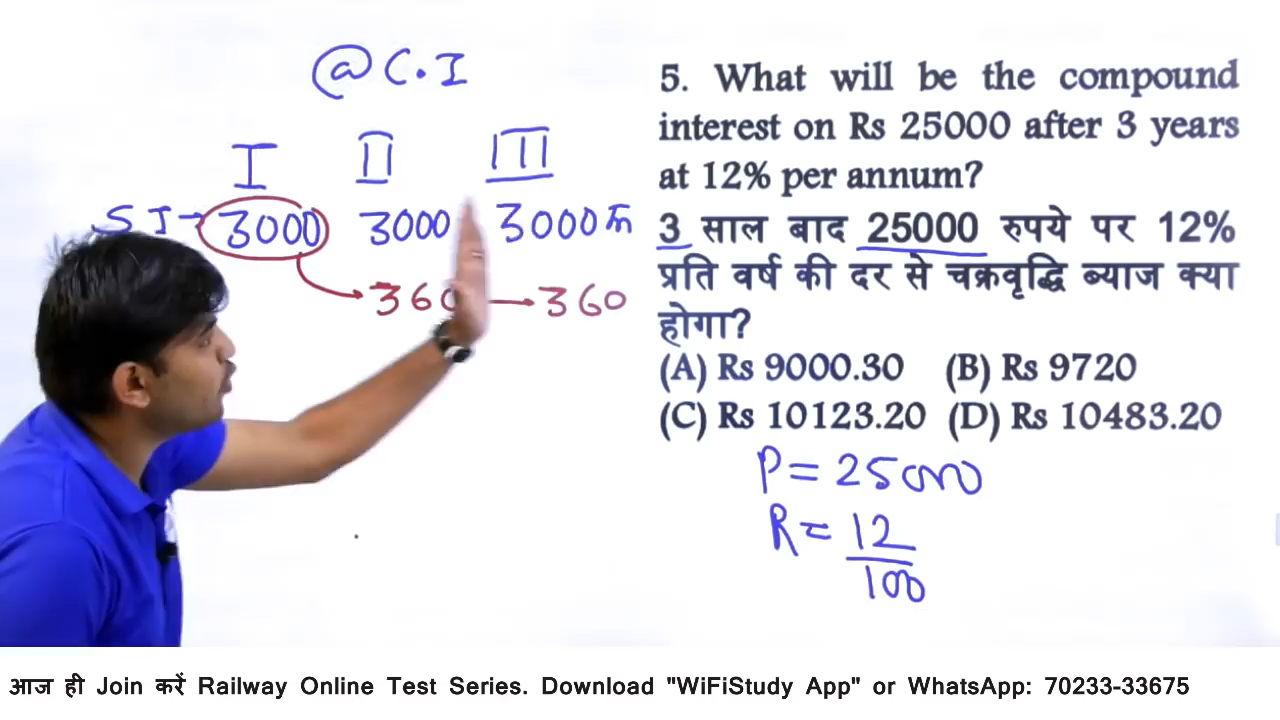 @ C.I
I II III
SI → 3000 3000 3000
360 → 360
5. What will be the compound
interest on Rs 25000 after 3 years
at 12% per annum?
3 साल बाद 25000 रुपये पर 12%
प्रति वर्ष की दर से चक्रवृद्धि ब्याज क्या
होगा?
(A) Rs 9000.30 (B) Rs 9720
(C) Rs 10123.20 (D) Rs 10483.20
P = 25000
R = 12
100
आज ही Join करें Railway Online Test Series. Download "WiFiStudy App" or WhatsApp: 70233-33675